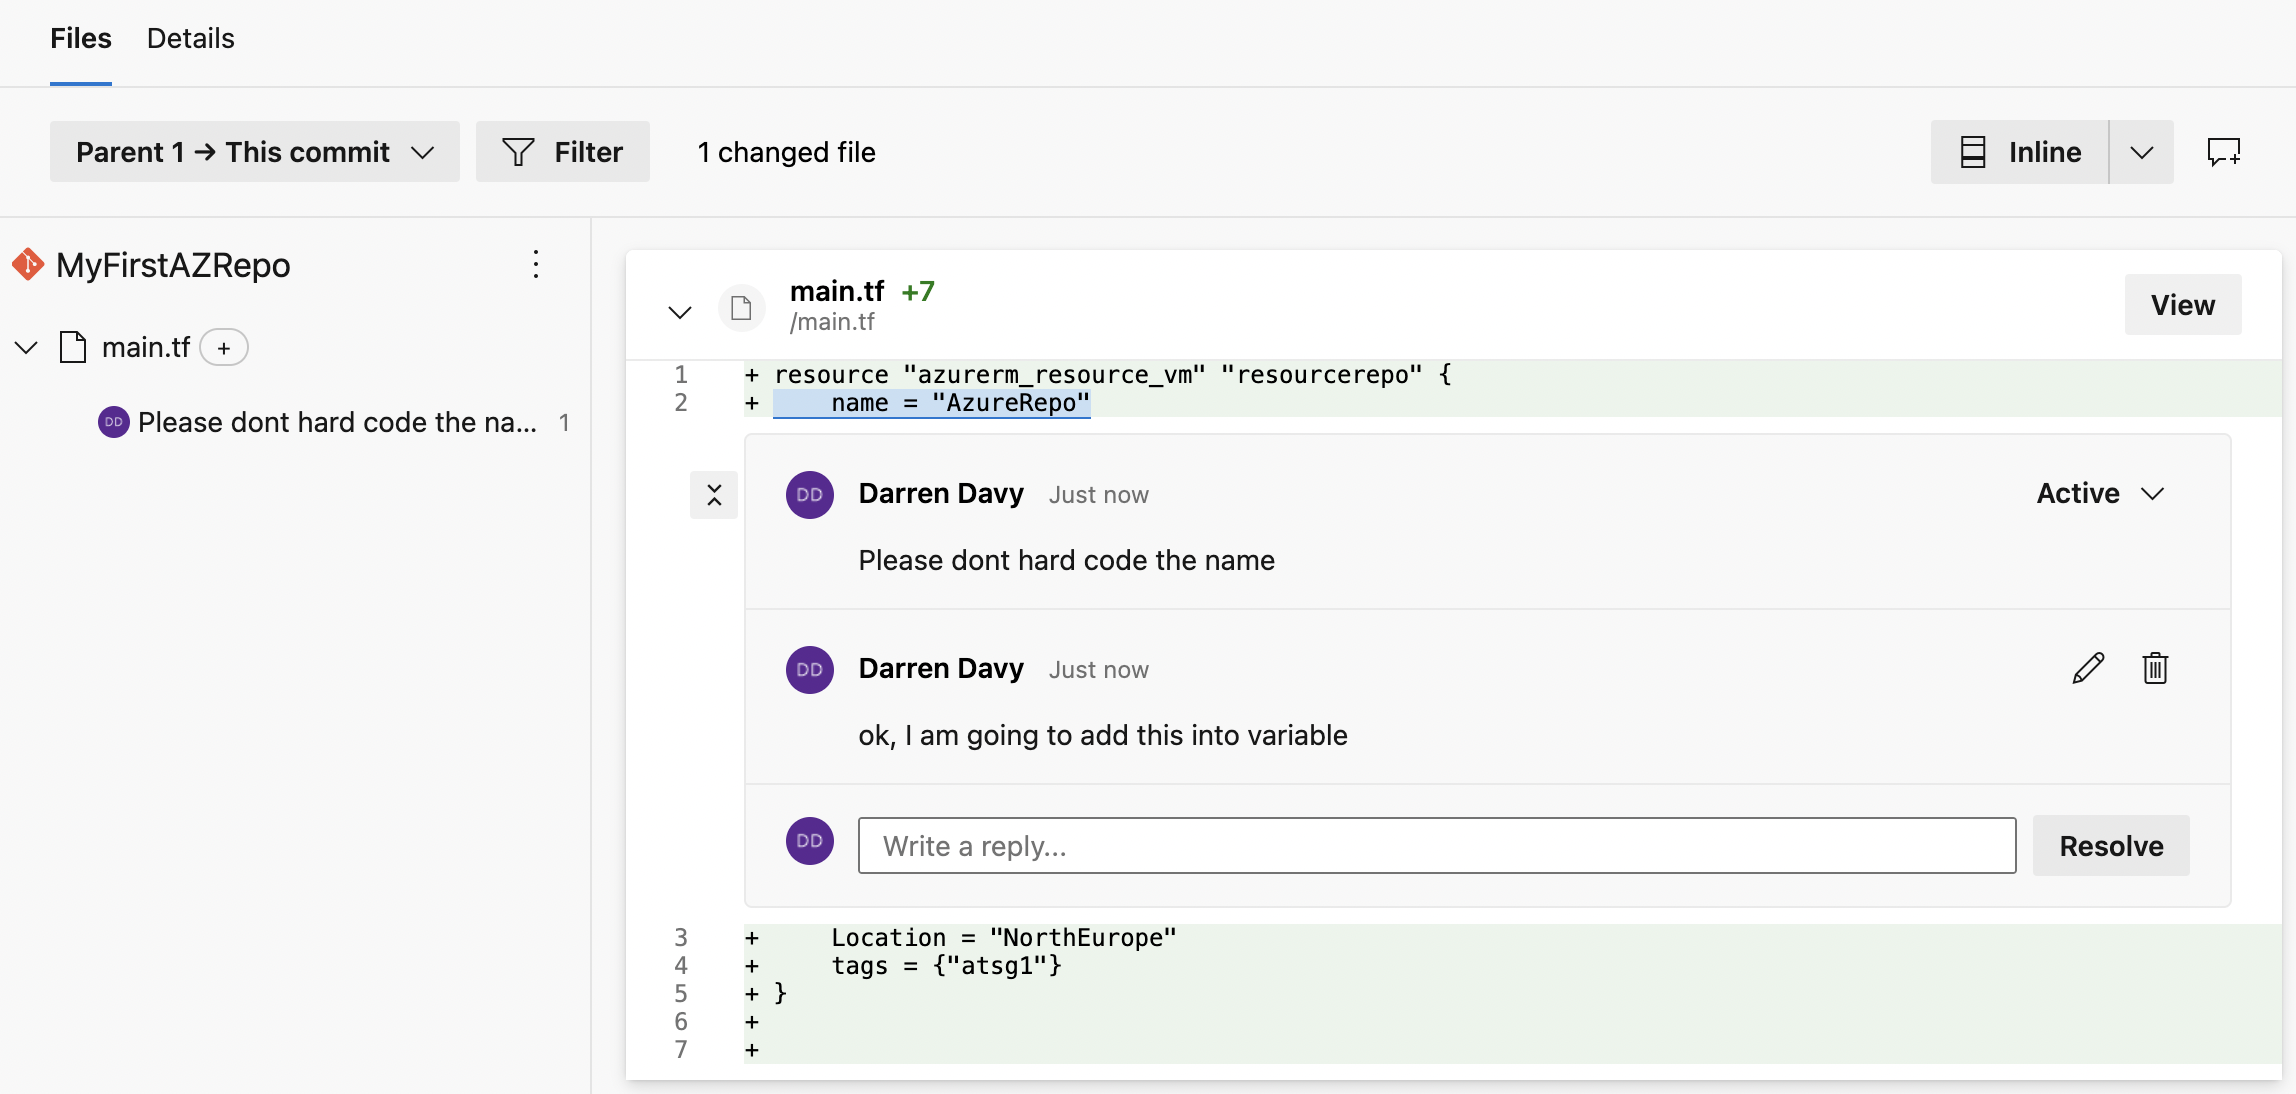 Files Details
Parent 1 → This commit Filter 1 changed file Inline
MyFirstAZRepo
main.tf +
DD Please dont hard code the na... 1
main.tf +7
/main.tf
View
1 + resource "azurerm_resource_vm" "resourcerepo" {
2 +     name = "AzureRepo"
DD Darren Davy Just now Active
Please dont hard code the name
DD Darren Davy Just now
ok, I am going to add this into variable
DD Write a reply... Resolve
3 +     Location = "NorthEurope"
4 +     tags = {"atsg1"}
5 + }
6 +
7 +